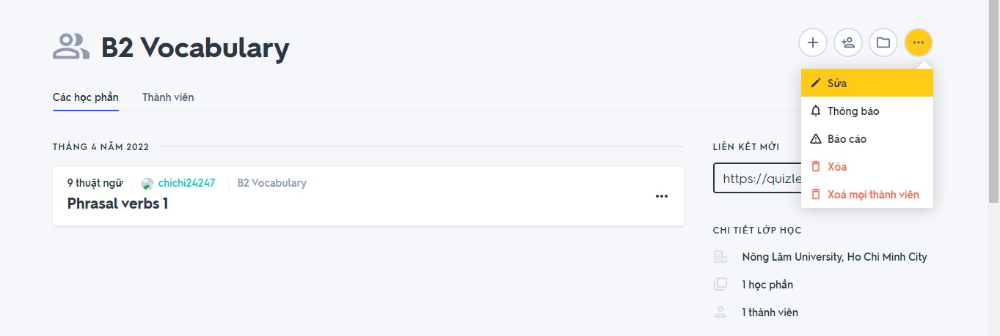 B2 Vocabulary
Sửa
Các học phần Thành viên
Thông báo
Báo cáo
THÁNG 4 NĂM 2022
LIÊN KẾT MỜI
Xóa
9 thuật ngữ chichi24247 B2 Vocabulary
https://quizle
Phrasal verbs 1
Xoá mọi thành viên
CHI TIẾT LỚP HỌC
Nông Lâm University, Ho Chi Minh City
1 học phần
1 thành viên